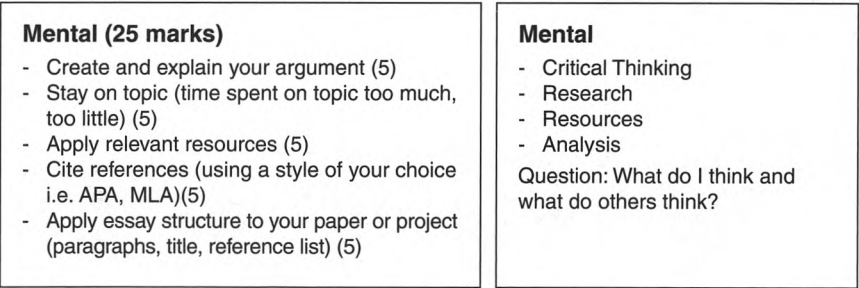 Mental (25 marks)
- Create and explain your argument (5)
- Stay on topic (time spent on topic too much,
too little) (5)
- Apply relevant resources (5)
- Cite references (using a style of your choice
i.e. APA, MLA)(5)
- Apply essay structure to your paper or project
(paragraphs, title, reference list) (5)
Mental
- Critical Thinking
- Research
- Resources
- Analysis
Question: What do I think and
what do others think?